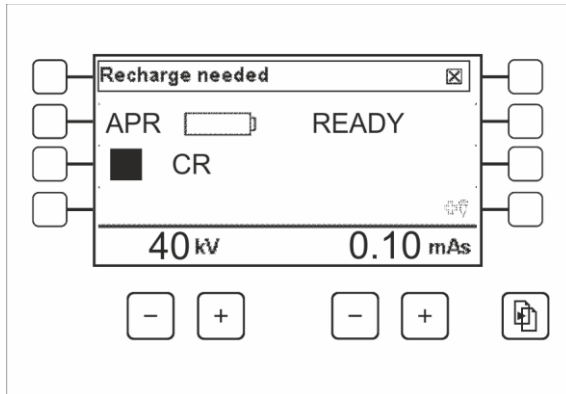 Recharge needed
APR READY
CR
40 kV 0.10 mAs
− + − +